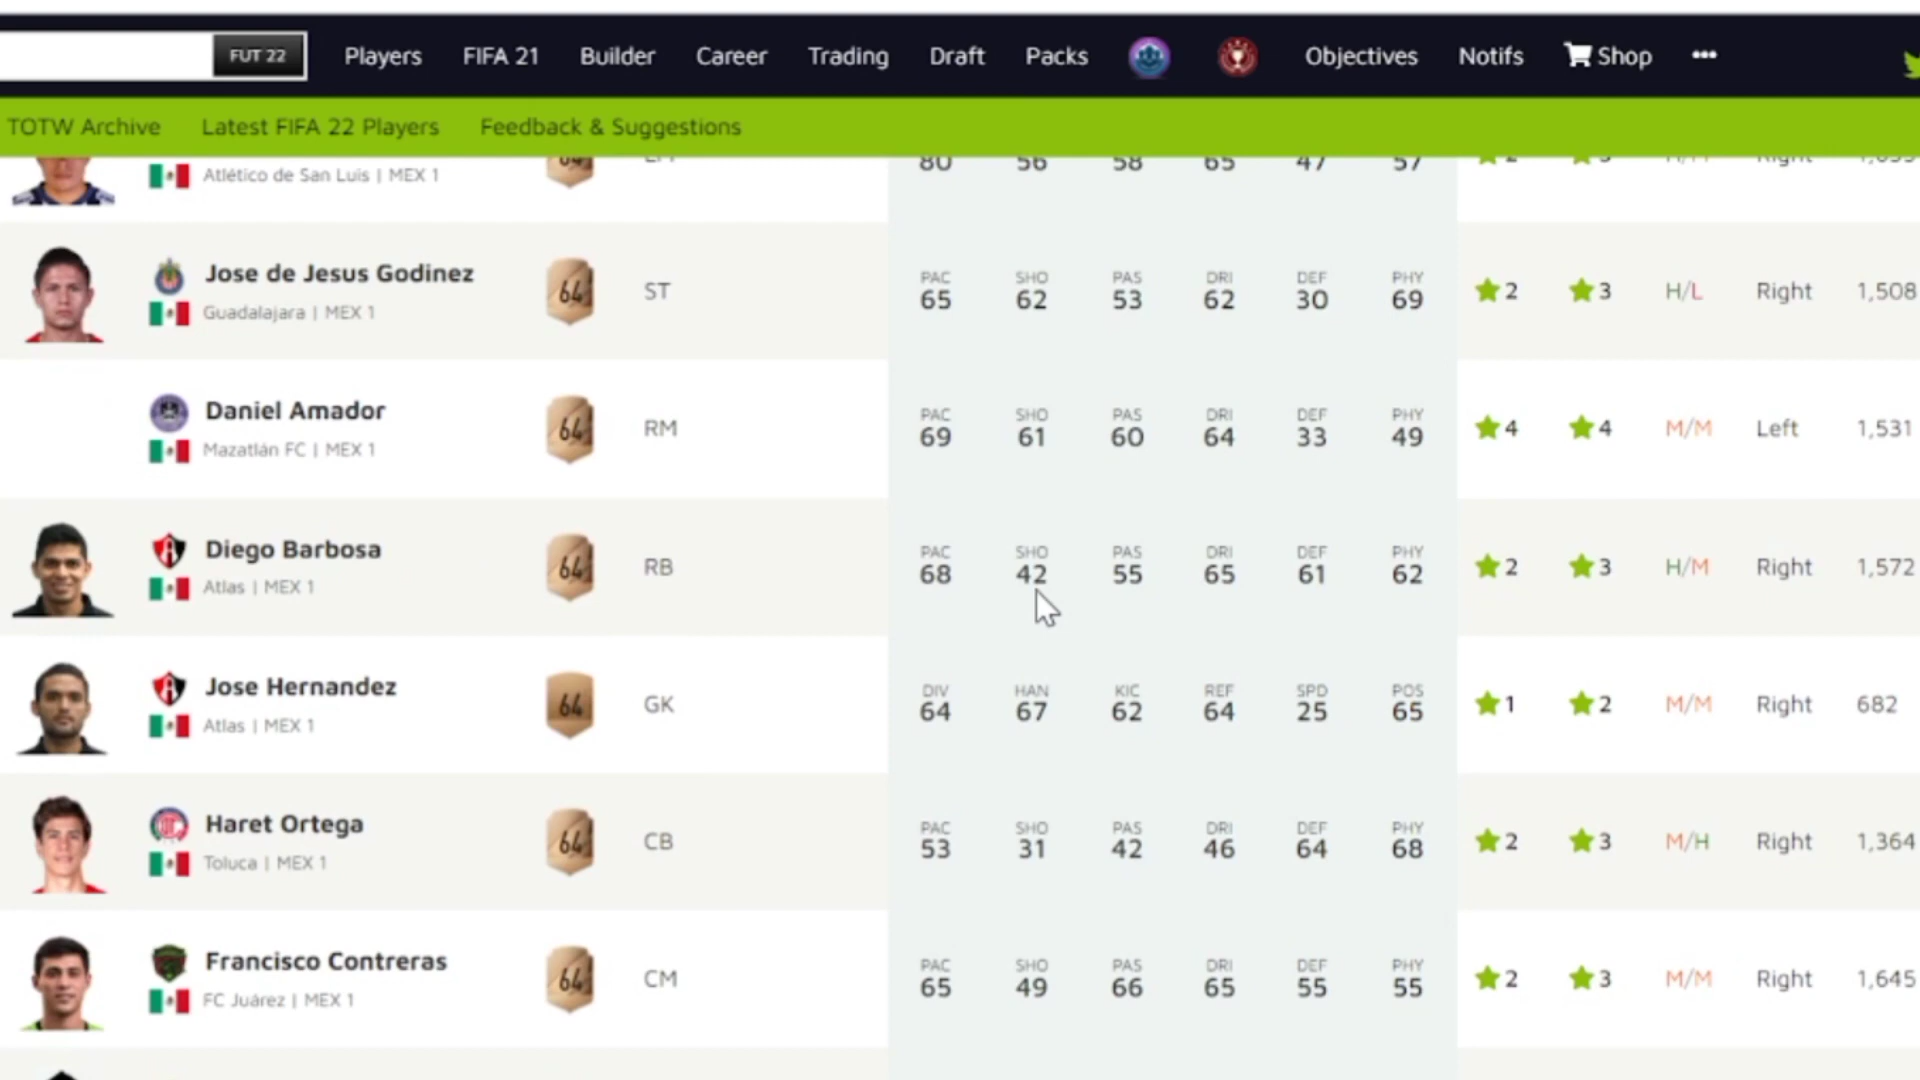 FUT 22 Players FIFA 21 Builder Career Trading Draft Packs Objectives Notifs Shop •••
TOTW Archive Latest FIFA 22 Players Feedback & Suggestions
80 56 58 65 47 57 Right
Atlético de San Luis | MEX 1
Jose de Jesus Godinez
Guadalajara | MEX 1
64 ST
PAC SHO PAS DRI DEF PHY
65 62 53 62 30 69
2 3 H/L Right 1,508
Daniel Amador
Mazatlán FC | MEX 1
64 RM
PAC SHO PAS DRI DEF PHY
69 61 60 64 33 49
4 4 M/M Left 1,531
Diego Barbosa
Atlas | MEX 1
64 RB
PAC SHO PAS DRI DEF PHY
68 42 55 65 61 62
2 3 H/M Right 1,572
Jose Hernandez
Atlas | MEX 1
64 GK
DIV HAN KIC REF SPD POS
64 67 62 64 25 65
1 2 M/M Right 682
Haret Ortega
Toluca | MEX 1
64 CB
PAC SHO PAS DRI DEF PHY
53 31 42 46 64 68
2 3 M/H Right 1,364
Francisco Contreras
FC Juárez | MEX 1
64 CM
PAC SHO PAS DRI DEF PHY
65 49 66 65 55 55
2 3 M/M Right 1,645